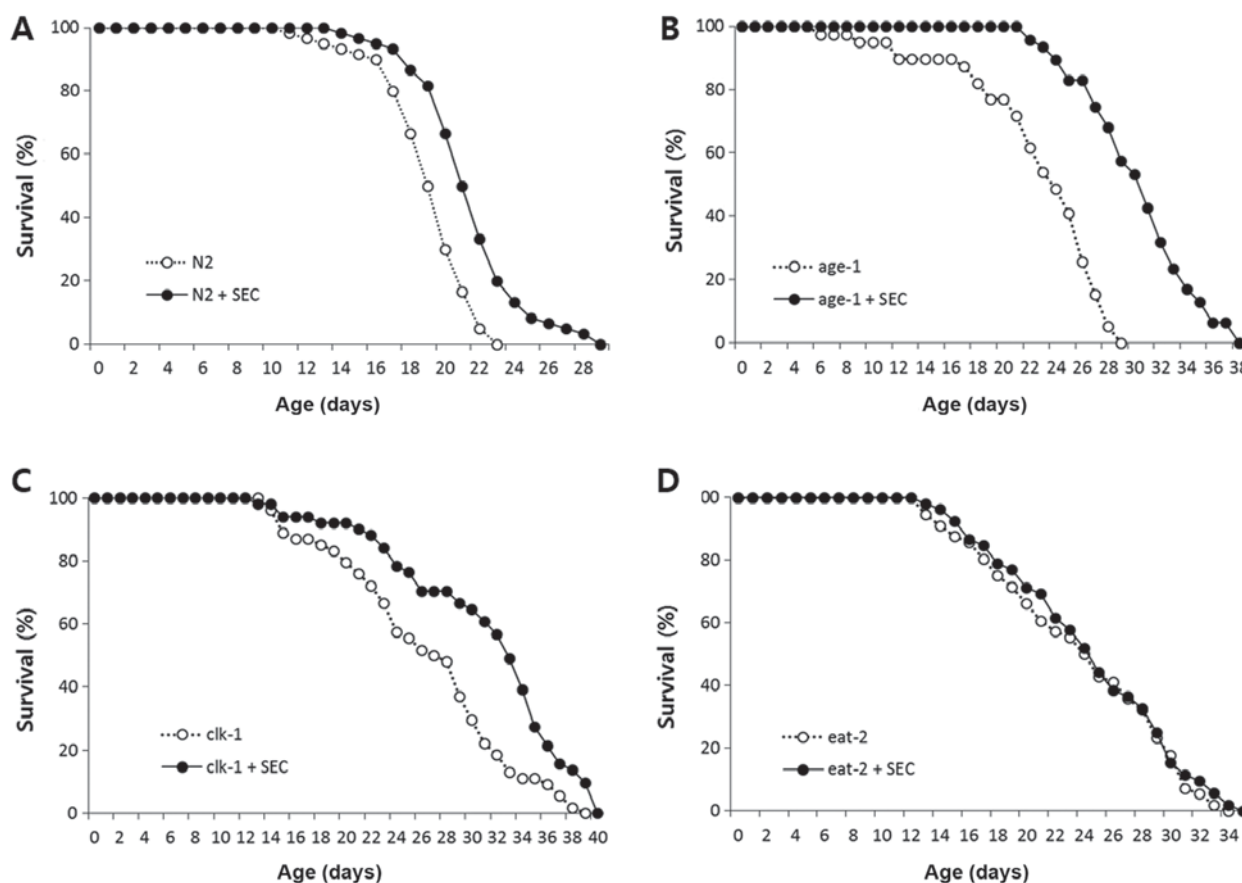 A
100
80
60
40
20
0
Survival (%)
N2
N2 + SEC
0 2 4 6 8 10 12 14 16 18 20 22 24 26 28
Age (days)
B
100
80
60
40
20
0
Survival (%)
age-1
age-1 + SEC
0 2 4 6 8 10 12 14 16 18 20 22 24 26 28 30 32 34 36 38
Age (days)
C
100
80
60
40
20
0
Survival (%)
clk-1
clk-1 + SEC
0 2 4 6 8 10 12 14 16 18 20 22 24 26 28 30 32 34 36 38 40
Age (days)
D
00
80
60
40
20
0
Survival (%)
eat-2
eat-2 + SEC
0 2 4 6 8 10 12 14 16 18 20 22 24 26 28 30 32 34
Age (days)